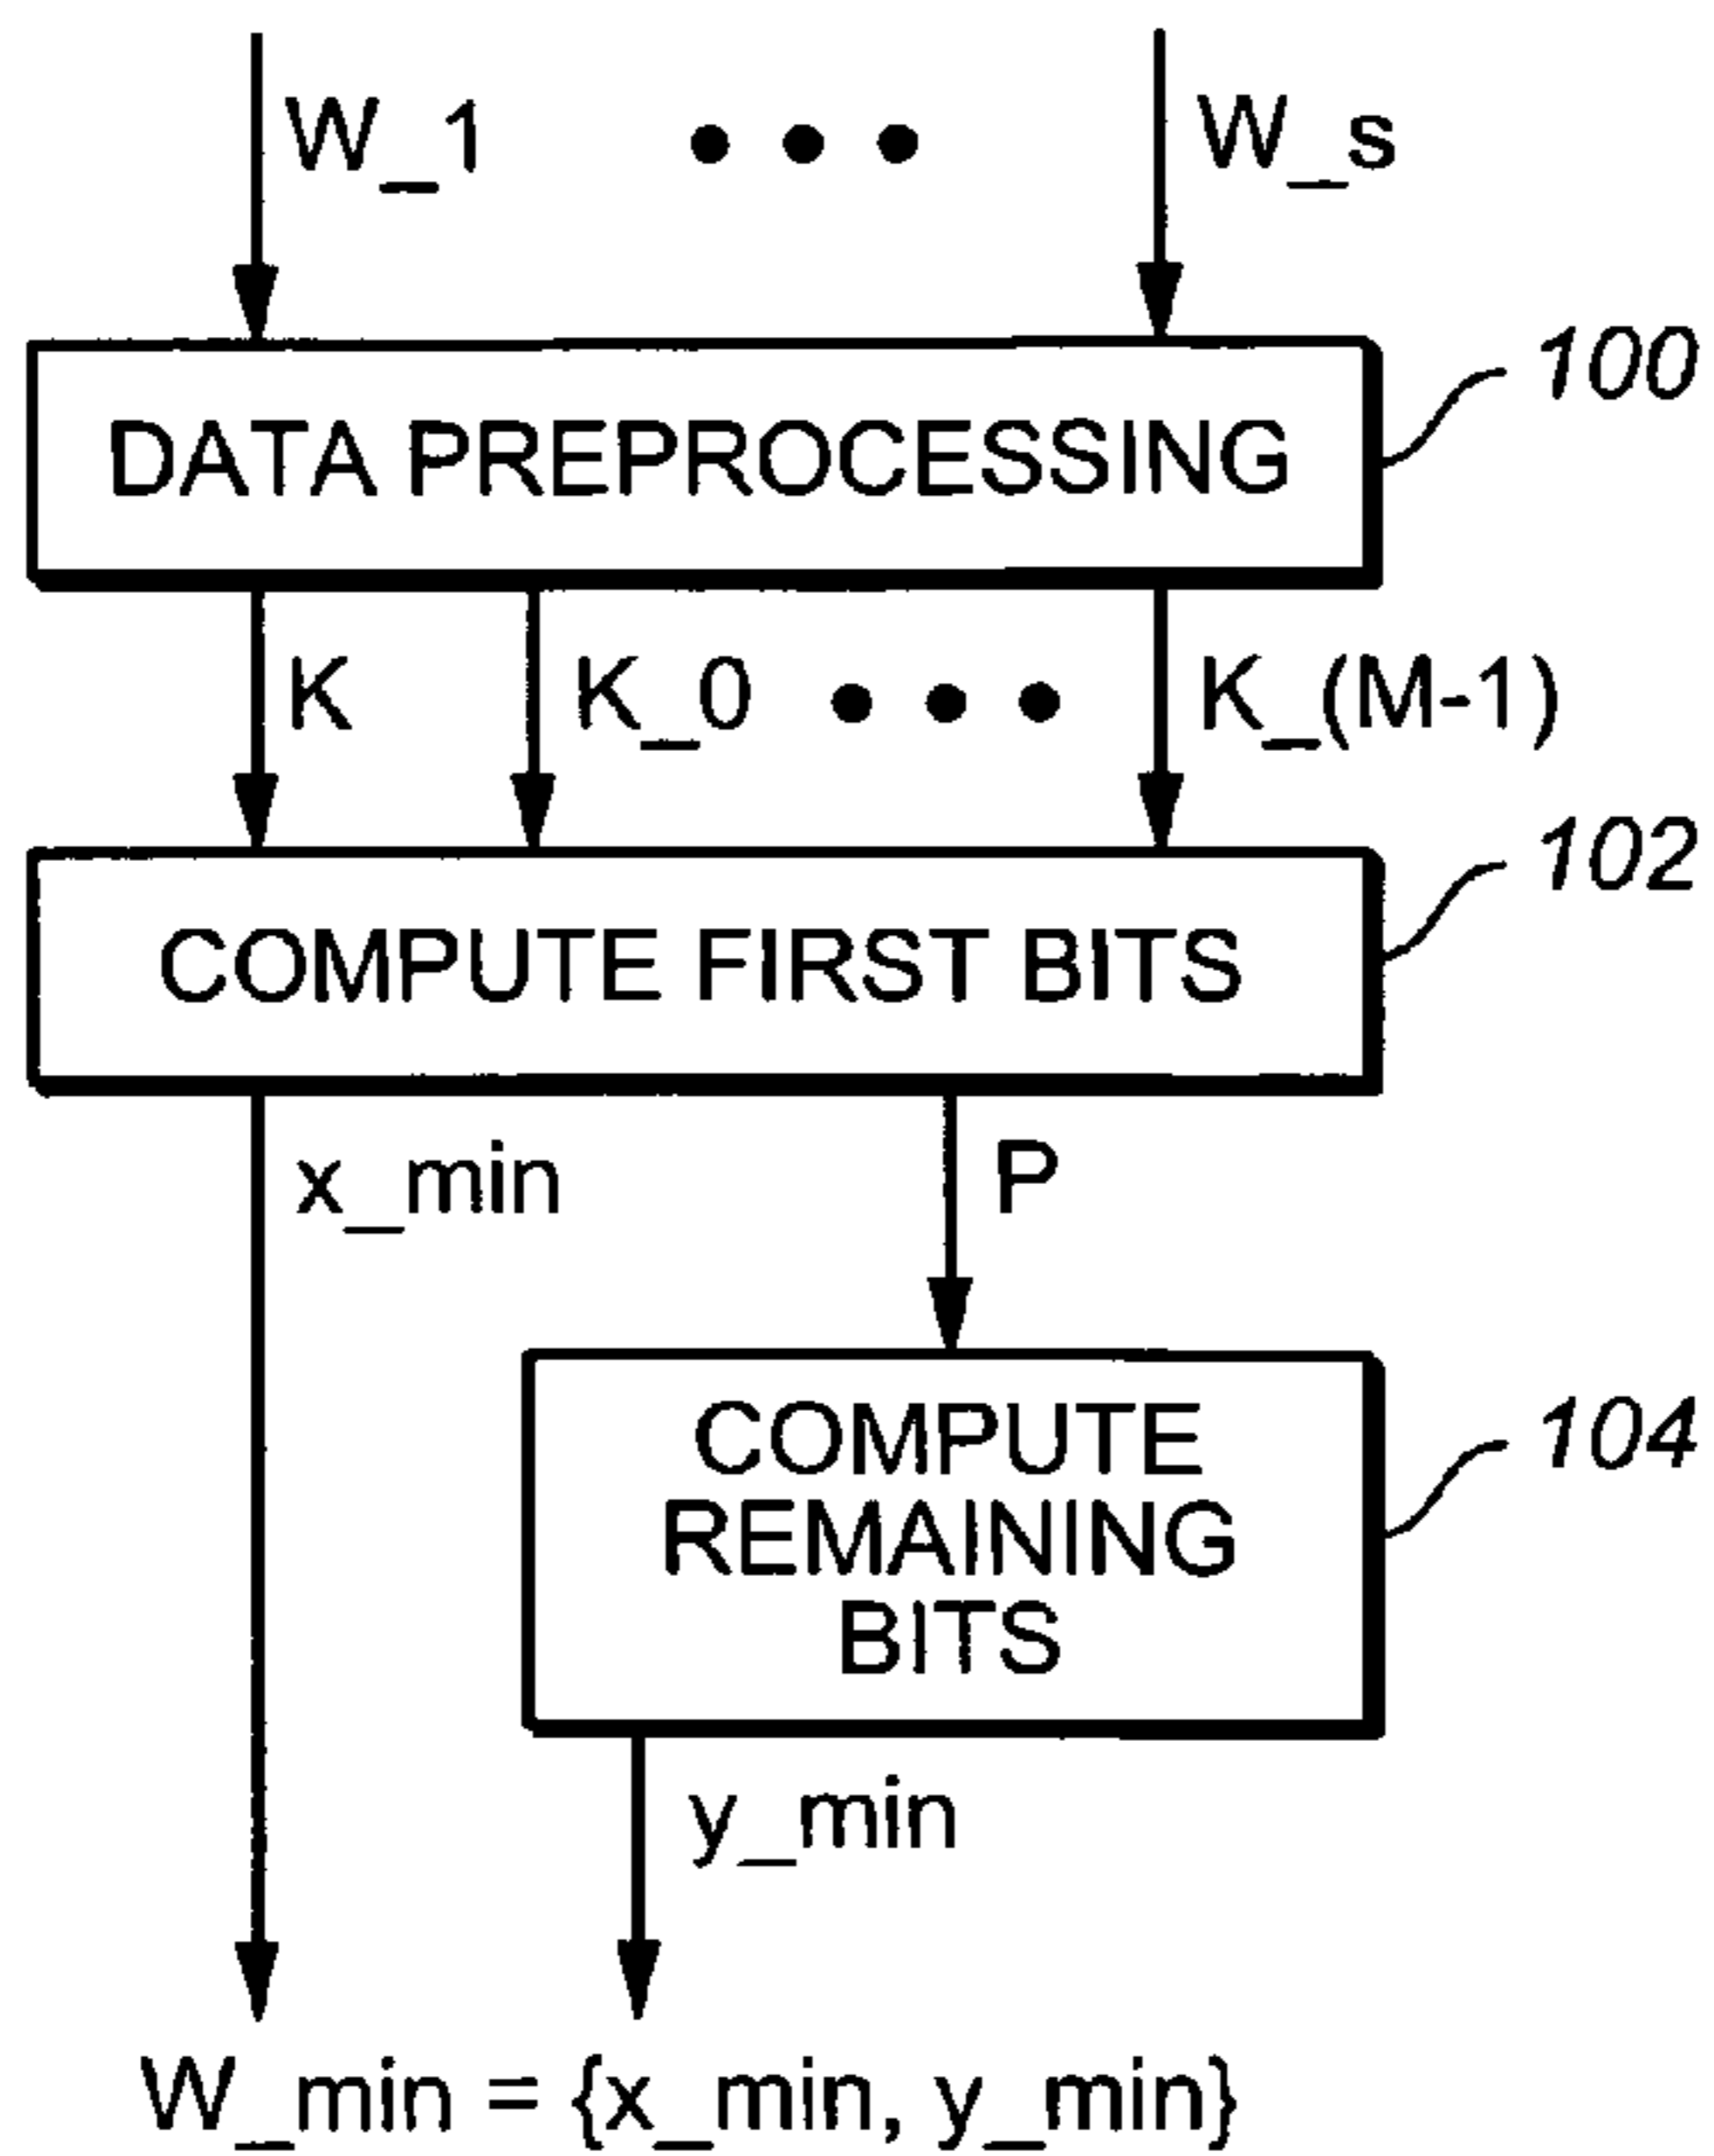 W_1 ••• W_s
100
DATA PREPROCESSING
K K_0 ••• K_(M-1)
102
COMPUTE FIRST BITS
x_min P
104
COMPUTE
REMAINING
BITS
y_min
W_min = {x_min, y_min}